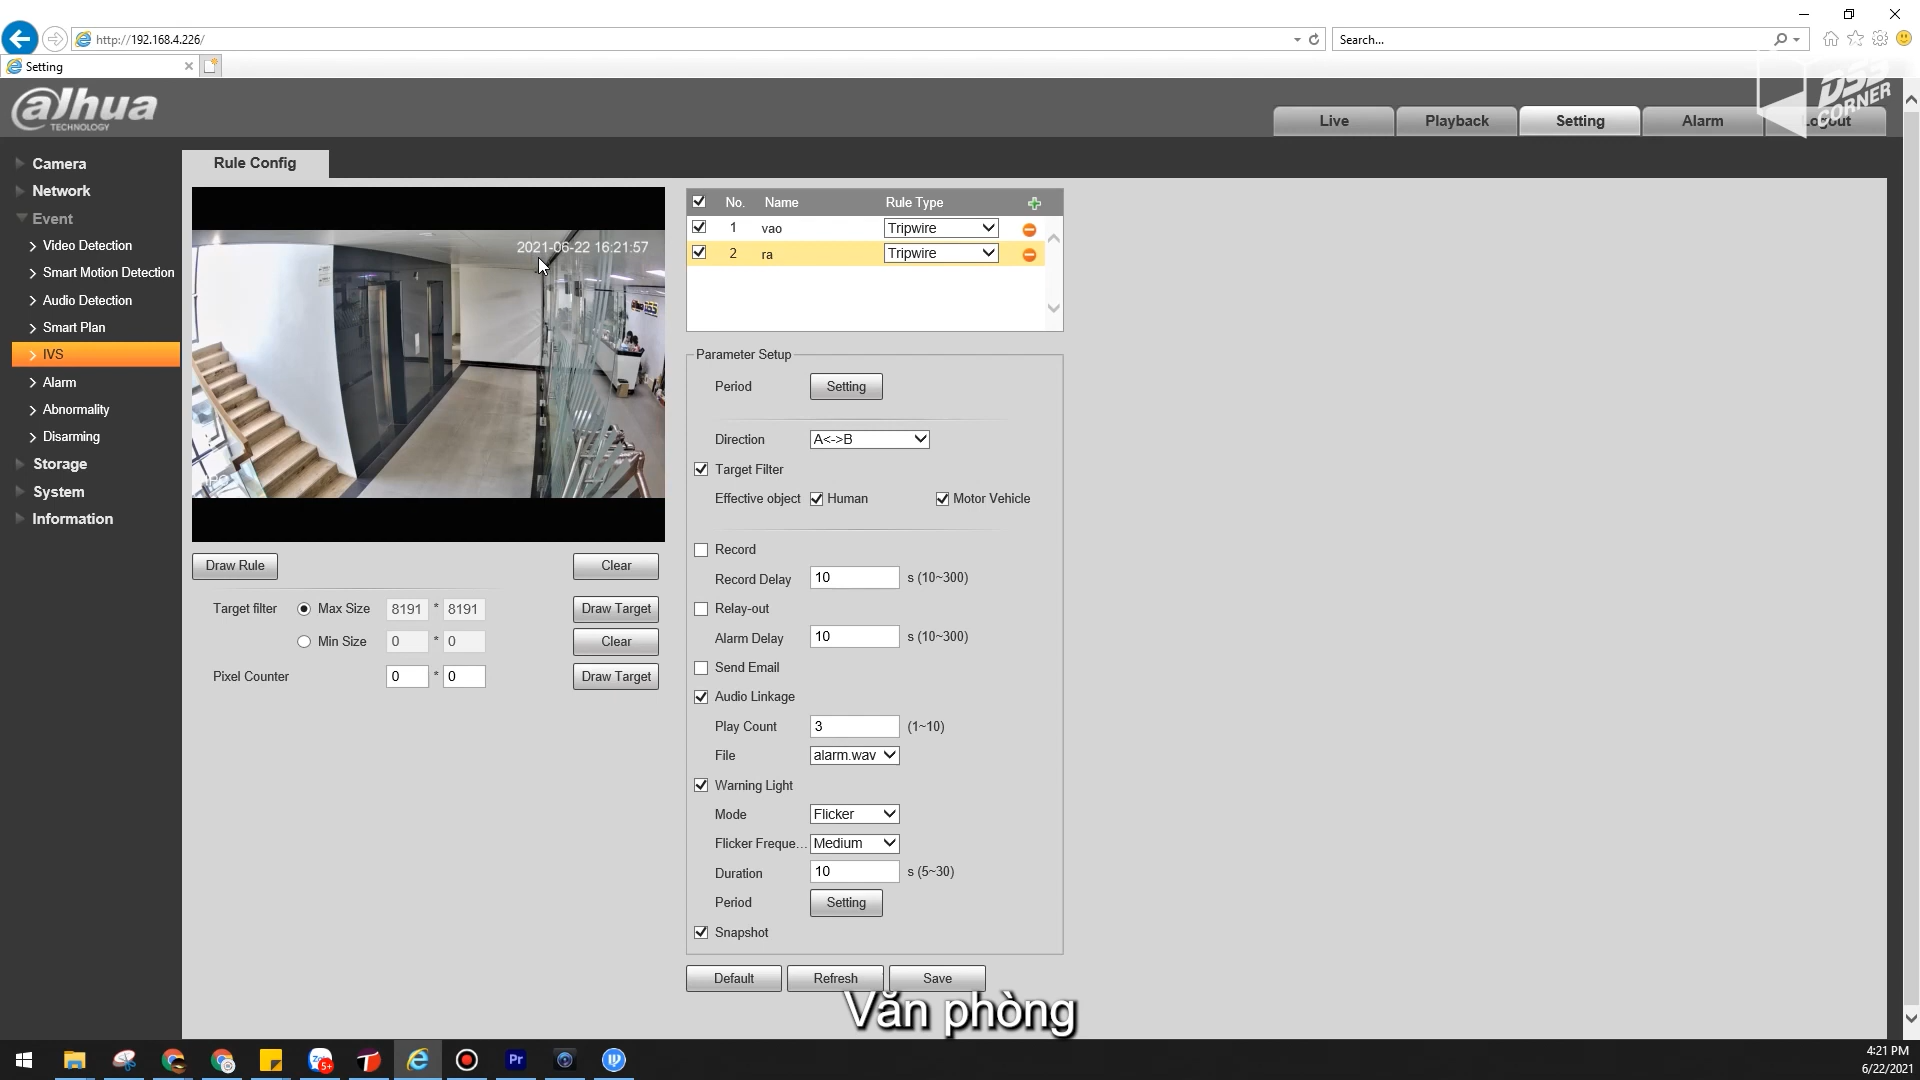 http://192.168.4.226/
Search...
Setting
alhua
TECHNOLOGY
DSS
CORNER
Live
Playback
Setting
Alarm
Logout
Camera
Network
Event
Video Detection
Smart Motion Detection
Audio Detection
Smart Plan
IVS
Alarm
Abnormality
Disarming
Storage
System
Information
Rule Config
2021-06-22 16:21:57
DSS
IPC
Draw Rule
Clear
Target filter
Max Size
8191 * 8191
Draw Target
Min Size
0 * 0
Clear
Pixel Counter
0 * 0
Draw Target
No. Name Rule Type
1 vao Tripwire
2 ra Tripwire
Parameter Setup
Period Setting
Direction A<->B
Target Filter
Effective object Human Motor Vehicle
Record
Record Delay 10 s (10~300)
Relay-out
Alarm Delay 10 s (10~300)
Send Email
Audio Linkage
Play Count 3 (1~10)
File alarm.wav
Warning Light
Mode Flicker
Flicker Freque... Medium
Duration 10 s (5~30)
Period Setting
Snapshot
Default Refresh Save
Văn phòng
5+
Pr
4:21 PM
6/22/2021